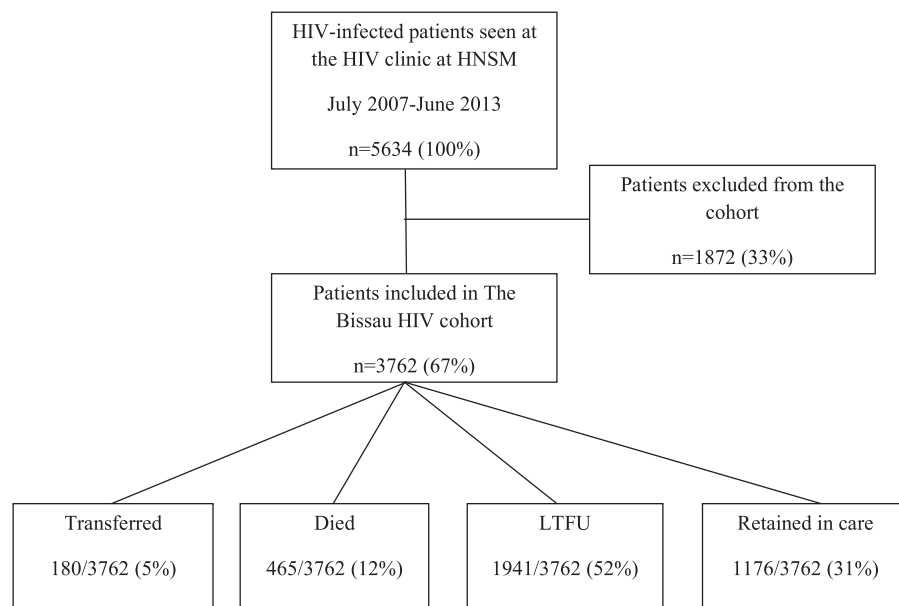 HIV-infected patients seen at
the HIV clinic at HNSM
July 2007-June 2013
n=5634 (100%)
Patients excluded from the
cohort
n=1872 (33%)
Patients included in The
Bissau HIV cohort
n=3762 (67%)
Transferred
180/3762 (5%)
Died
465/3762 (12%)
LTFU
1941/3762 (52%)
Retained in care
1176/3762 (31%)